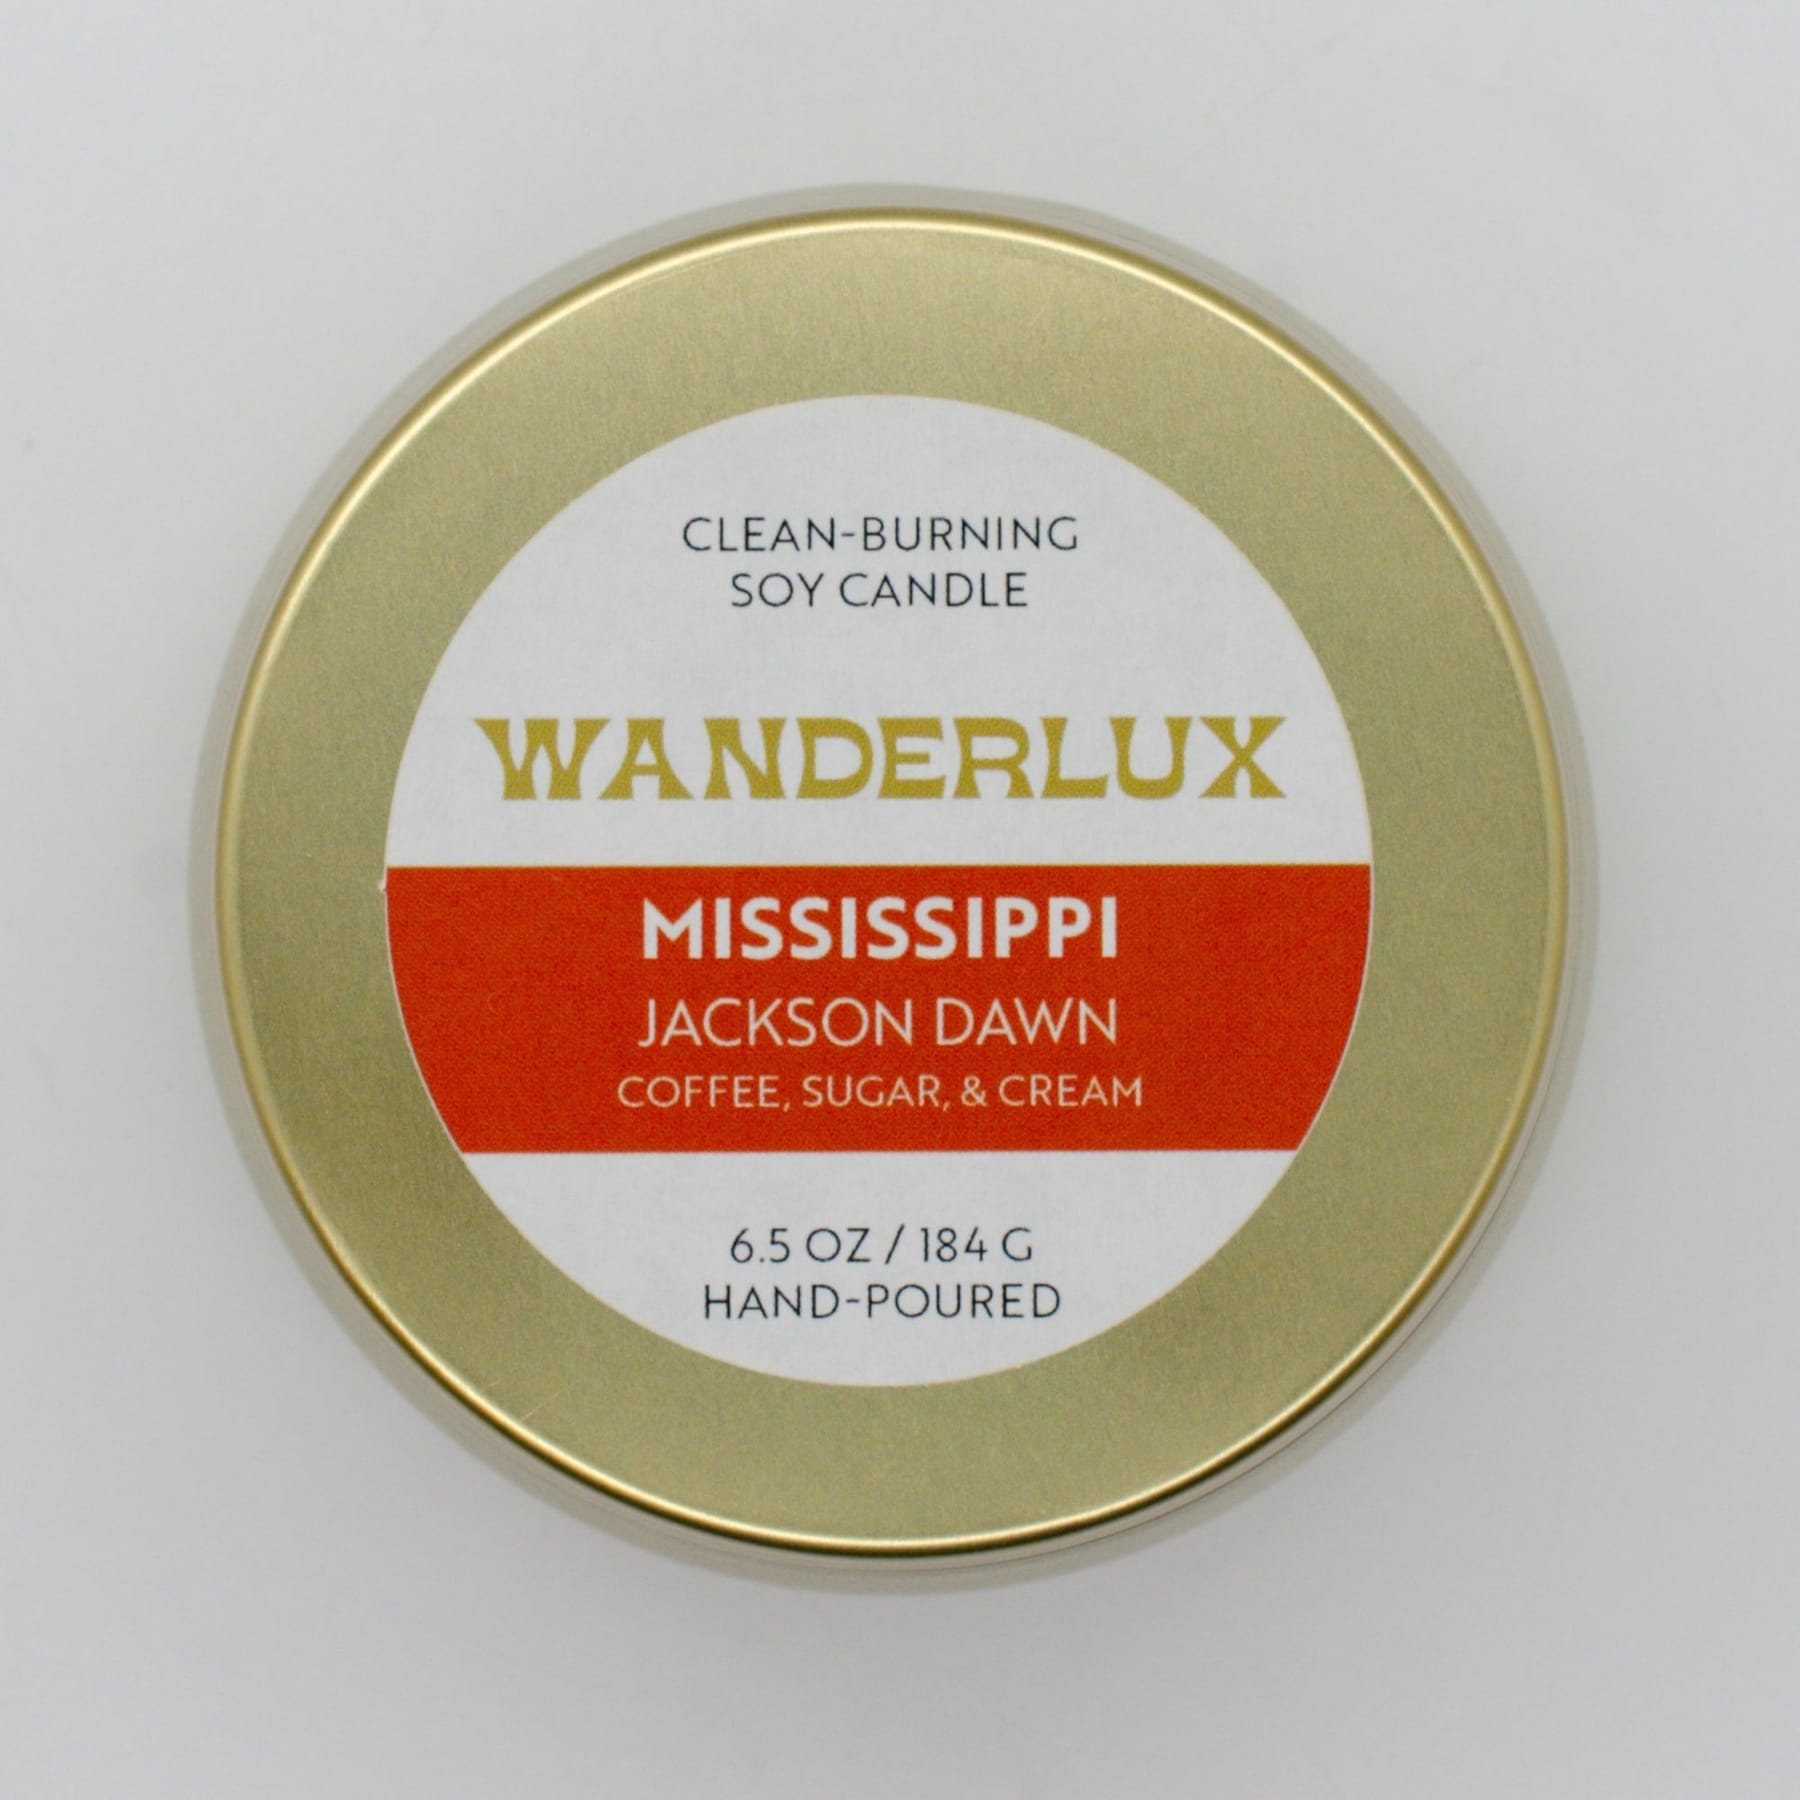 CLEAN-BURNING
SOY CANDLE
WANDERLUX
MISSISSIPPI
JACKSON DAWN
COFFEE, SUGAR, & CREAM
6.5 OZ / 184 G
HAND-POURED